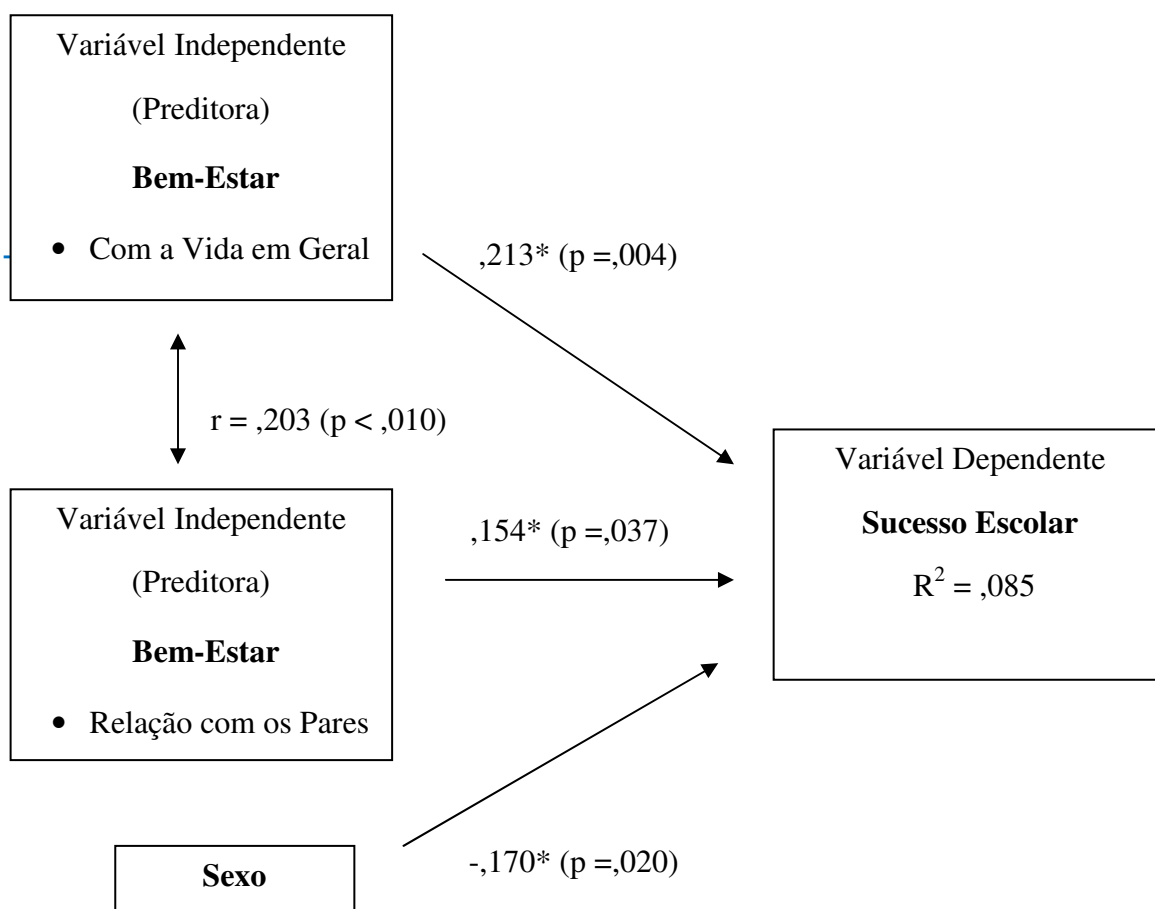 Variável Independente
(Preditora)
Bem-Estar
• Com a Vida em Geral
,213* (p =,004)
r = ,203 (p < ,010)
Variável Independente
(Preditora)
Bem-Estar
• Relação com os Pares
,154* (p =,037)
Variável Dependente
Sucesso Escolar
R² = ,085
Sexo
-,170* (p =,020)